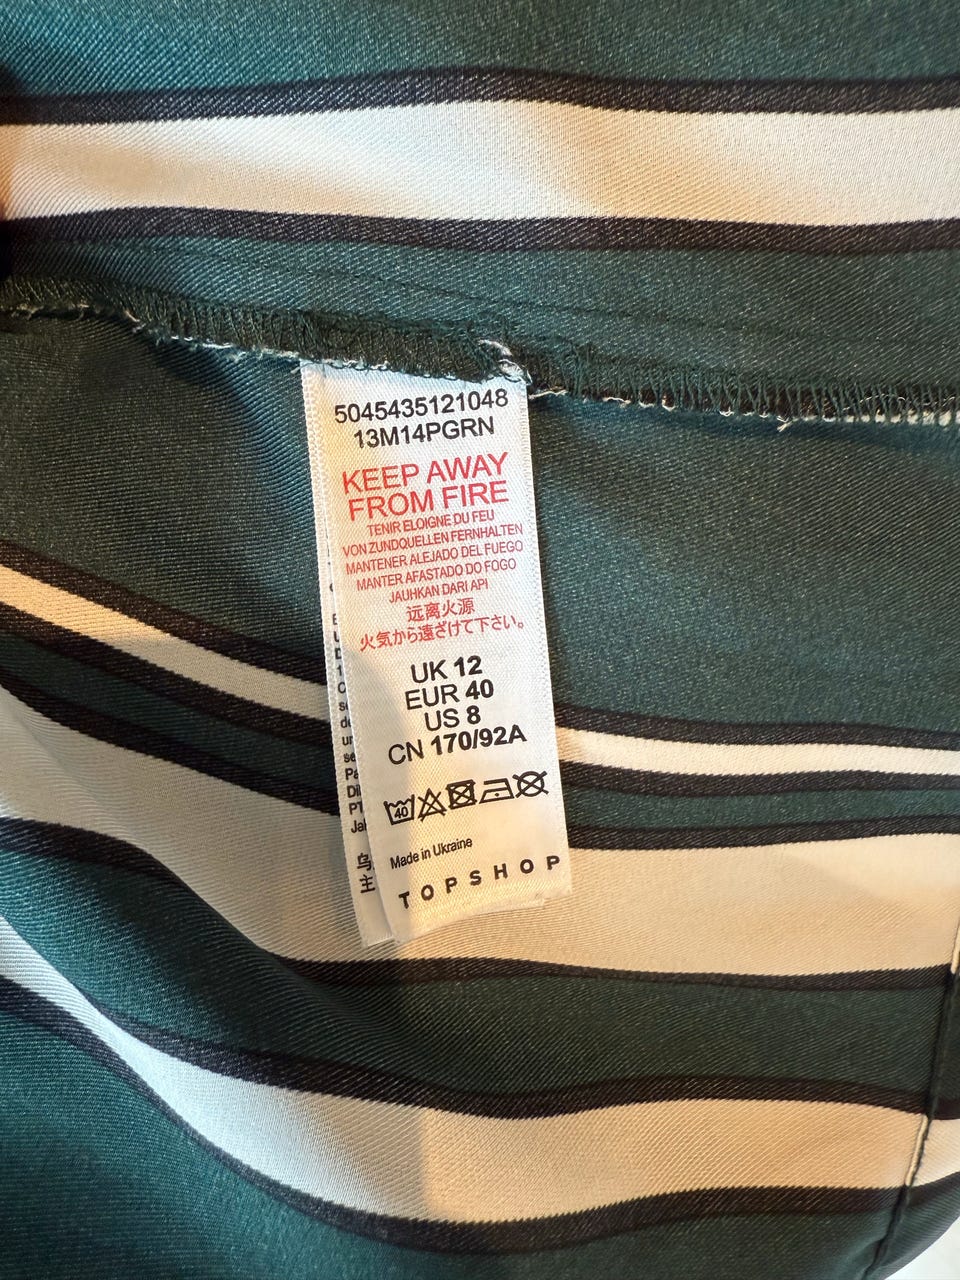 5045435121048
13M14PGRN
KEEP AWAY
FROM FIRE
TENIR ELOIGNE DU FEU
VON ZUNDQUELLEN FERNHALTEN
MANTENER ALEJADO DEL FUEGO
MANTER AFASTADO DO FOGO
JAUHKAN DARI API
远离火源
火気から遠ざけて下さい。
UK 12
EUR 40
US 8
CN 170/92A
40
Made in Ukraine
TOPSHOP